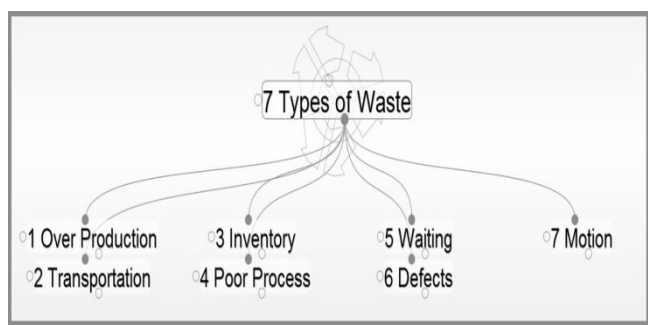 7 Types of Waste
1 Over Production
2 Transportation
3 Inventory
4 Poor Process
5 Waiting
6 Defects
7 Motion